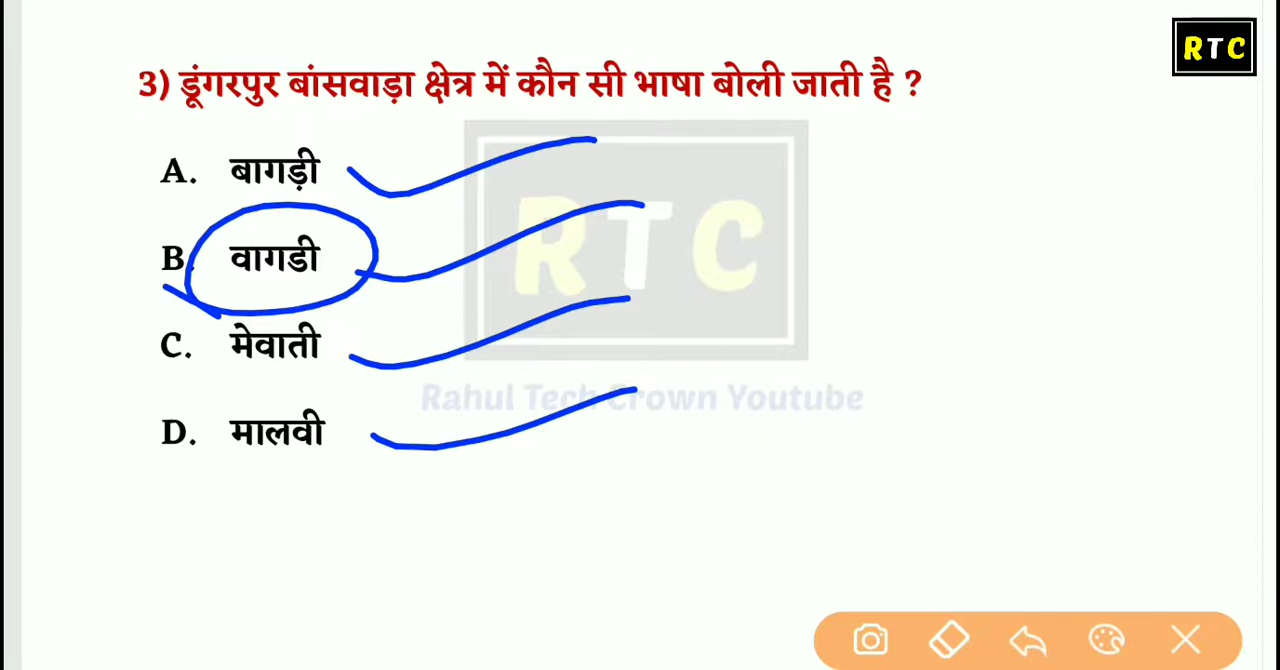 RTC
3) डूंगरपुर बांसवाड़ा क्षेत्र में कौन सी भाषा बोली जाती है ?
A. बागड़ी
B. वागडी
RTC
C. मेवाती
Rahul Tech Crown Youtube
D. मालवी